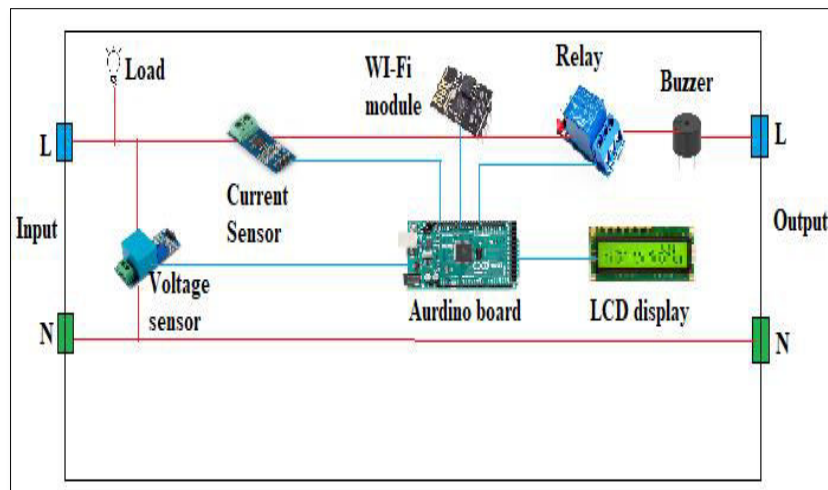 Load
WI-Fi
module
Relay
Buzzer
L
L
Current
Sensor
Input
Output
Voltage
sensor
Aurdino board
LCD display
N
N